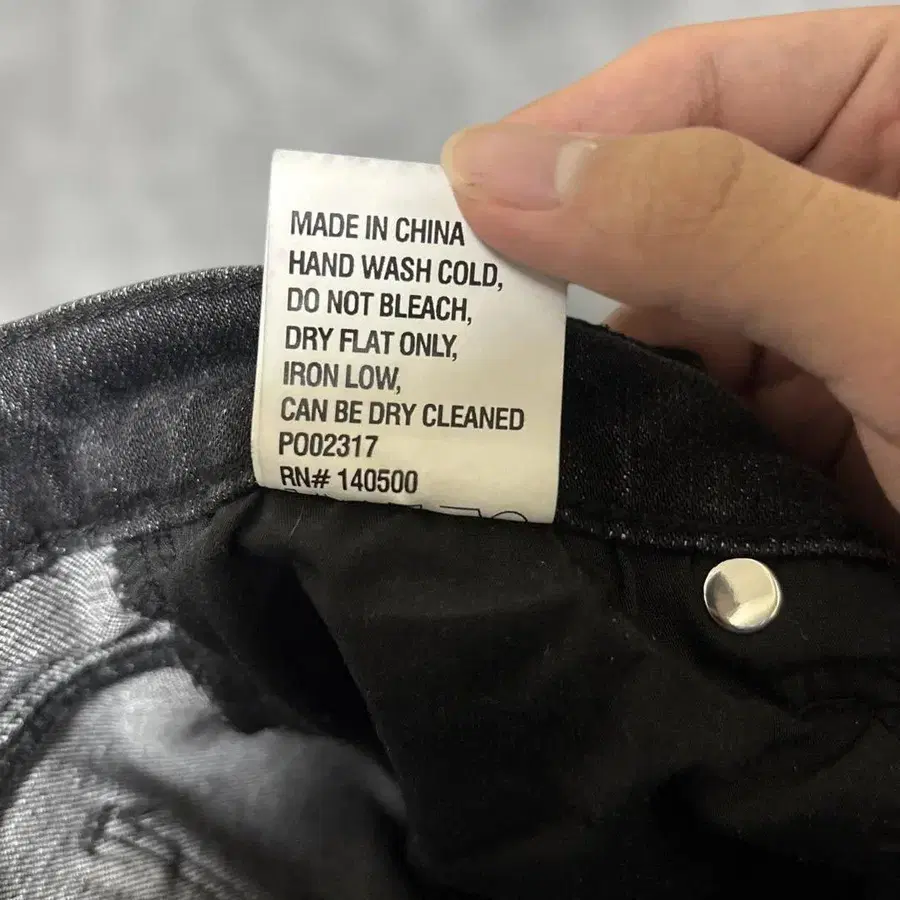 MADE IN CHINA
HAND WASH COLD,
DO NOT BLEACH,
DRY FLAT ONLY,
IRON LOW,
CAN BE DRY CLEANED
PO02317
RN# 140500